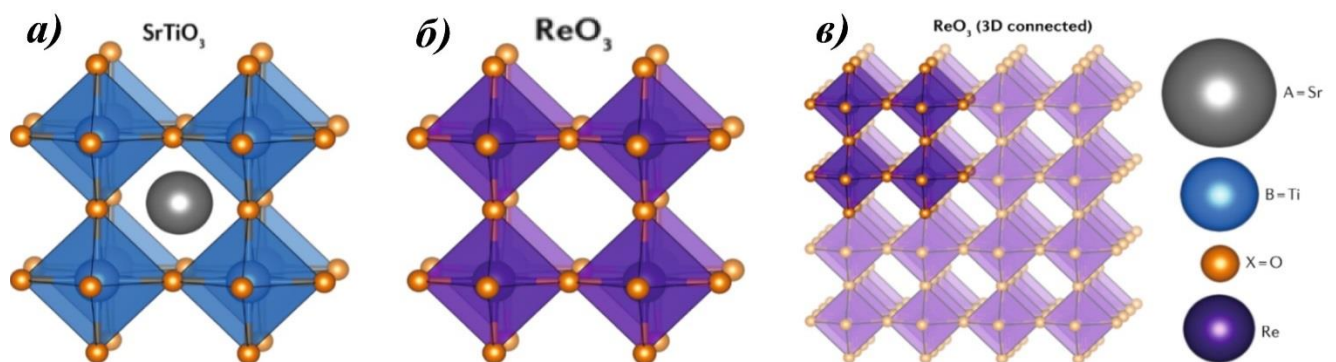 а)
SrTiO₃
б)
ReO₃
в)
ReO₃ (3D connected)
A=Sr
B=Ti
X=O
Re